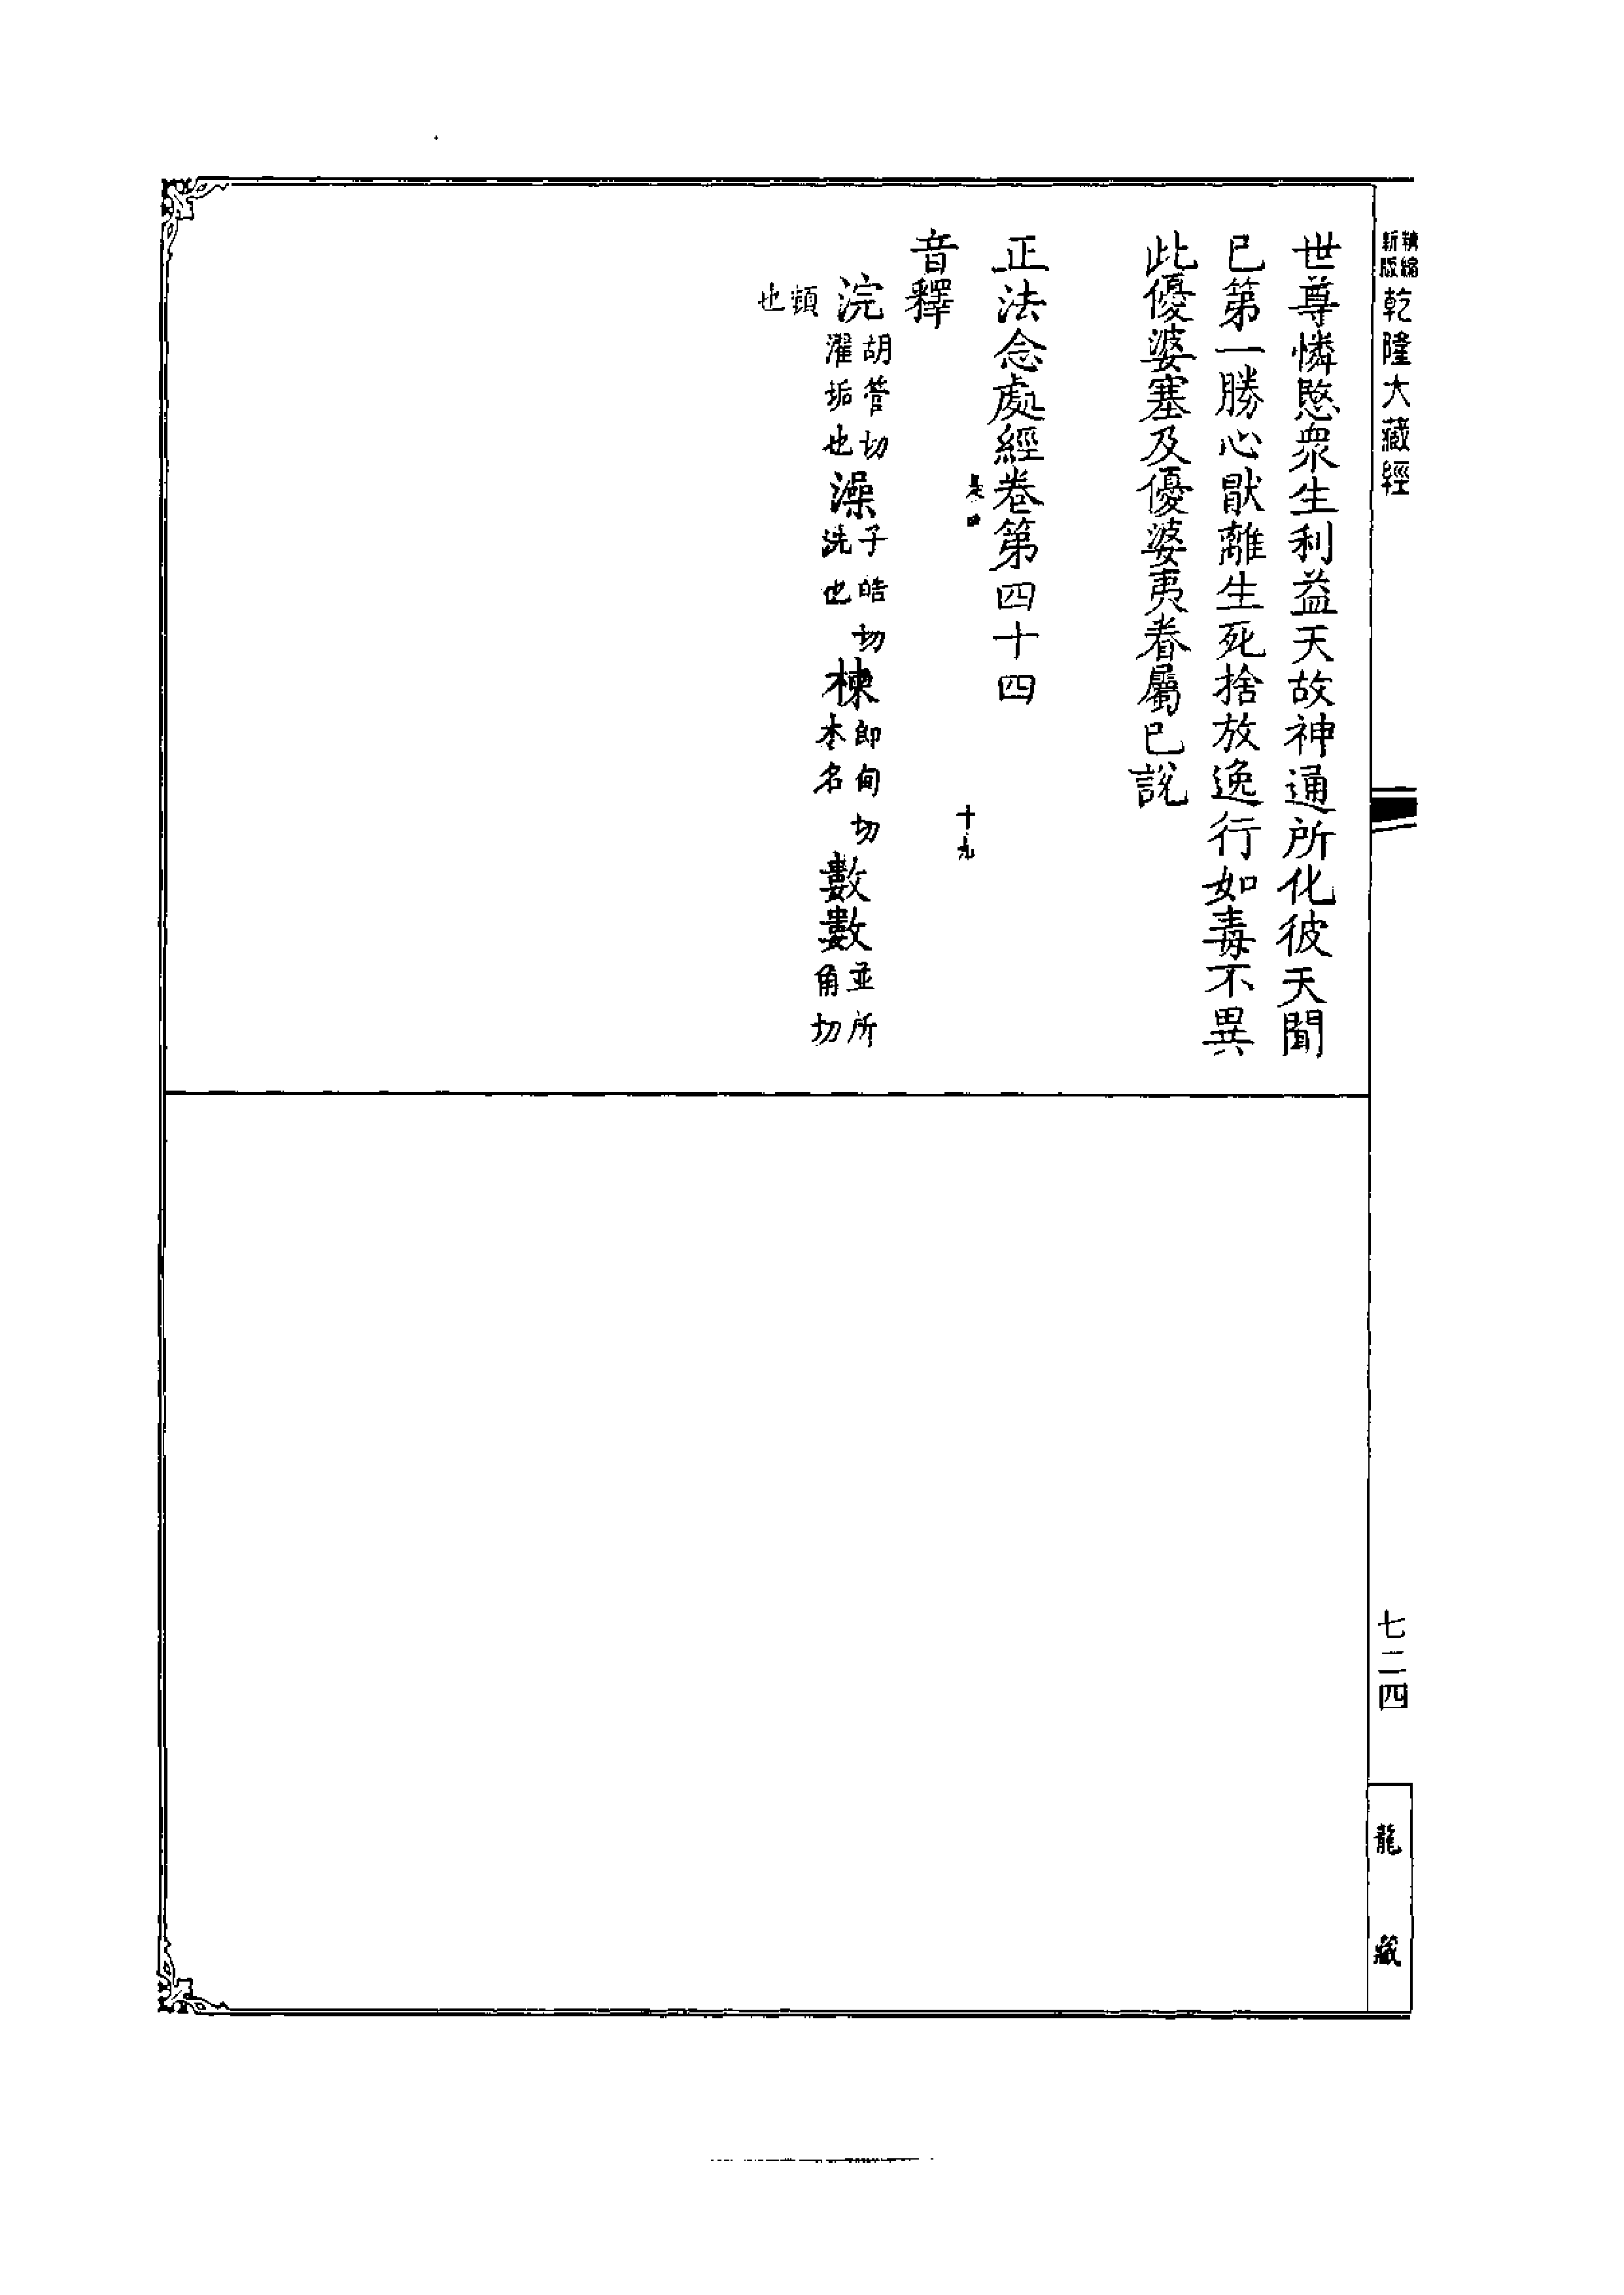 精縮新版乾隆大藏經
世尊憐愍衆生利益天故神通所化彼天聞
已第一勝心猒離生死捨放逸行如毒不異
此優婆塞及優婆夷眷屬已說
正法念處經卷第四十四
十九
音釋
浣胡管切濯垢也澡子皓切洗也楝郎甸切木名數數並所角切
頻也
七二四
龍藏